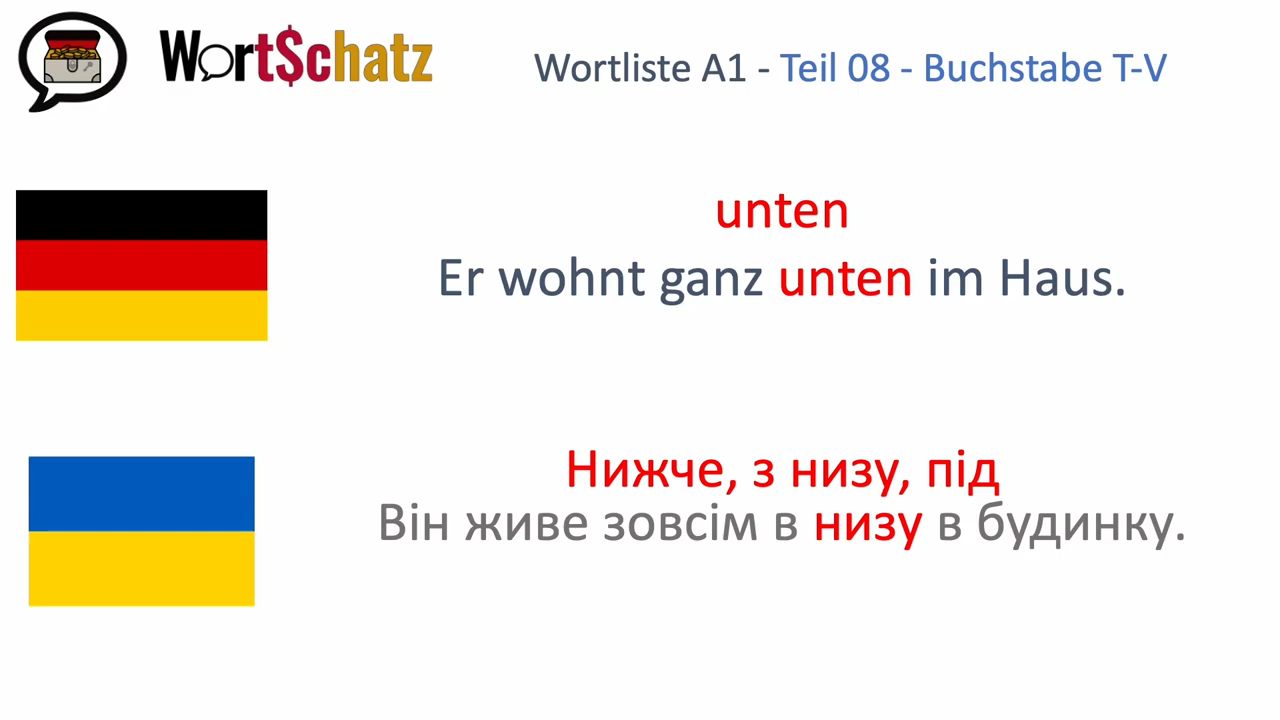 Wort$chatz
Wortliste A1 - Teil 08 - Buchstabe T-V
unten
Er wohnt ganz unten im Haus.
Нижче, з низу, під
Він живе зовсім в низу в будинку.